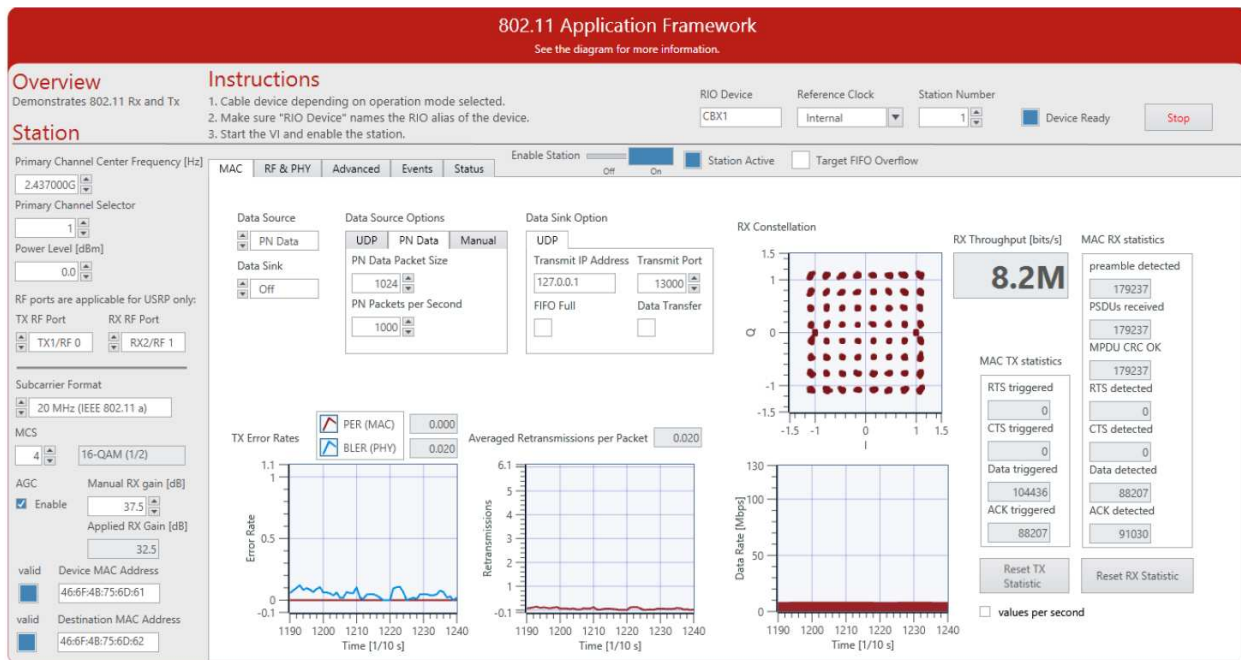 802.11 Application Framework
See the diagram for more information.
Overview
Demonstrates 802.11 Rx and Tx
Instructions
1. Cable device depending on operation mode selected.
2. Make sure "RIO Device" names the RIO alias of the device.
3. Start the VI and enable the station.
RIO Device
CBX1
Reference Clock
Internal
Station Number
1
Device Ready
Stop
Station
Primary Channel Center Frequency [Hz]
2.437000G
Primary Channel Selector
1
Power Level [dBm]
0.0
RF ports are applicable for USRP only:
TX RF Port RX RF Port
TX1/RF 0 RX2/RF 1
Subcarrier Format
20 MHz (IEEE 802.11 a)
MCS
4 16-QAM (1/2)
AGC Manual RX gain [dB]
Enable 37.5
Applied RX Gain [dB]
32.5
valid Device MAC Address
46:6F:4B:75:6D:61
valid Destination MAC Address
46:6F:4B:75:6D:62
MAC RF & PHY Advanced Events Status
Enable Station
Off On
Station Active
Target FIFO Overflow
Data Source
PN Data
Data Sink
Off
Data Source Options
UDP PN Data Manual
PN Data Packet Size
1024
PN Packets per Second
1000
Data Sink Option
UDP
Transmit IP Address Transmit Port
127.0.0.1 13000
FIFO Full Data Transfer
RX Constellation
1.5
1
0
-1
-1.5
Q
-1.5 -1 0 1 1.5
I
RX Throughput [bits/s]
8.2M
MAC TX statistics
RTS triggered
0
CTS triggered
0
Data triggered
104436
ACK triggered
88207
Reset TX
Statistic
values per second
MAC RX statistics
preamble detected
179237
PSDUs received
179237
MPDU CRC OK
179237
RTS detected
0
CTS detected
0
Data detected
88207
ACK detected
91030
Reset RX Statistic
TX Error Rates
PER (MAC) 0.000
BLER (PHY) 0.020
1.1
1
0.5
0
-0.1
Error Rate
1190 1200 1210 1220 1230 1240
Time [1/10 s]
Averaged Retransmissions per Packet 0.020
6.1
5
4
3
2
1
-0.1
Retransmissions
1190 1200 1210 1220 1230 1240
Time [1/10 s]
130
100
50
0
Data Rate [Mbps]
1190 1200 1210 1220 1230 1240
Time [1/10 s]